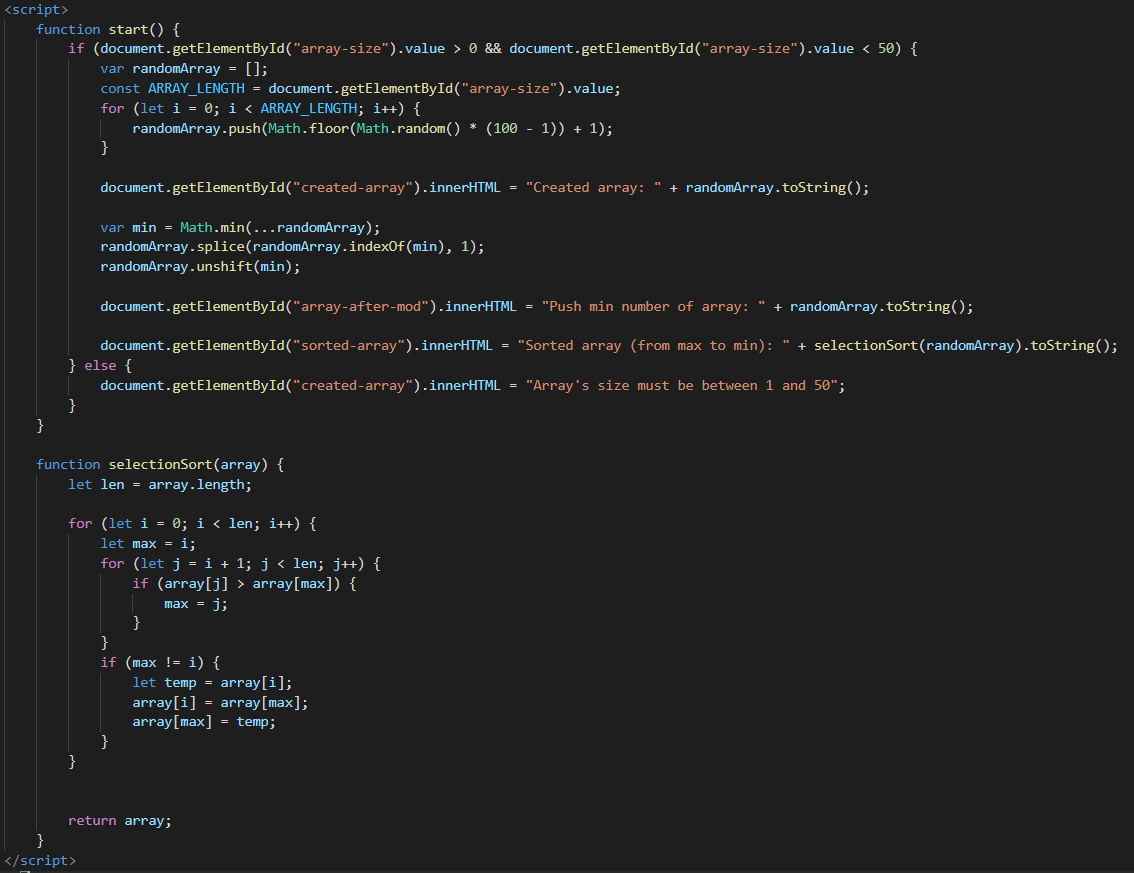 <script>
function start() {
if (document.getElementById("array-size").value > 0 && document.getElementById("array-size").value < 50) {
var randomArray = [];
const ARRAY_LENGTH = document.getElementById("array-size").value;
for (let i = 0; i < ARRAY_LENGTH; i++) {
randomArray.push(Math.floor(Math.random() * (100 - 1)) + 1);
}
document.getElementById("created-array").innerHTML = "Created array: " + randomArray.toString();
var min = Math.min(...randomArray);
randomArray.splice(randomArray.indexOf(min), 1);
randomArray.unshift(min);
document.getElementById("array-after-mod").innerHTML = "Push min number of array: " + randomArray.toString();
document.getElementById("sorted-array").innerHTML = "Sorted array (from max to min): " + selectionSort(randomArray).toString();
} else {
document.getElementById("created-array").innerHTML = "Array's size must be between 1 and 50";
}
}
function selectionSort(array) {
let len = array.length;
for (let i = 0; i < len; i++) {
let max = i;
for (let j = i + 1; j < len; j++) {
if (array[j] > array[max]) {
max = j;
}
}
if (max != i) {
let temp = array[i];
array[i] = array[max];
array[max] = temp;
}
}
return array;
}
</script>